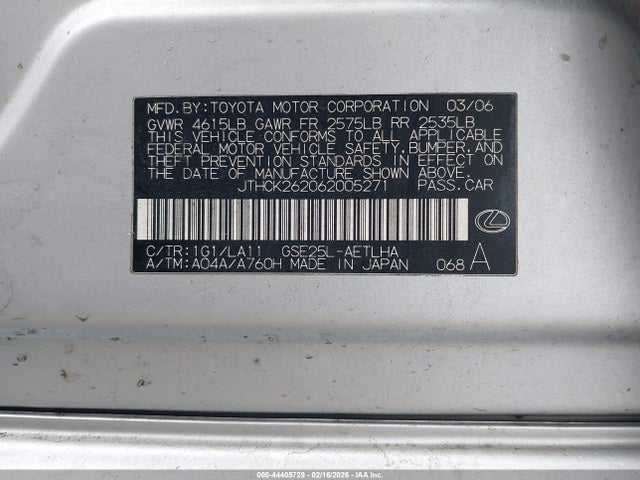 MFD.BY:TOYOTA MOTOR CORPORATION 03/06
GVWR 4615LB GAWR FR 2575LB RR 2535LB
THIS VEHICLE CONFORMS TO ALL APPLICABLE
FEDERAL MOTOR VEHICLE SAFETY,BUMPER,AND
THEFT PREVENTION STANDARDS IN EFFECT ON
THE DATE OF MANUFACTURE SHOWN ABOVE.
JTHCK262062005271 PASS.CAR
C/TR:1G1/LA11 GSE25L-AETLHA
A/TM:A04A/A760H MADE IN JAPAN 068 A
000-44405729 - 02/16/2026 - IAAI.COM